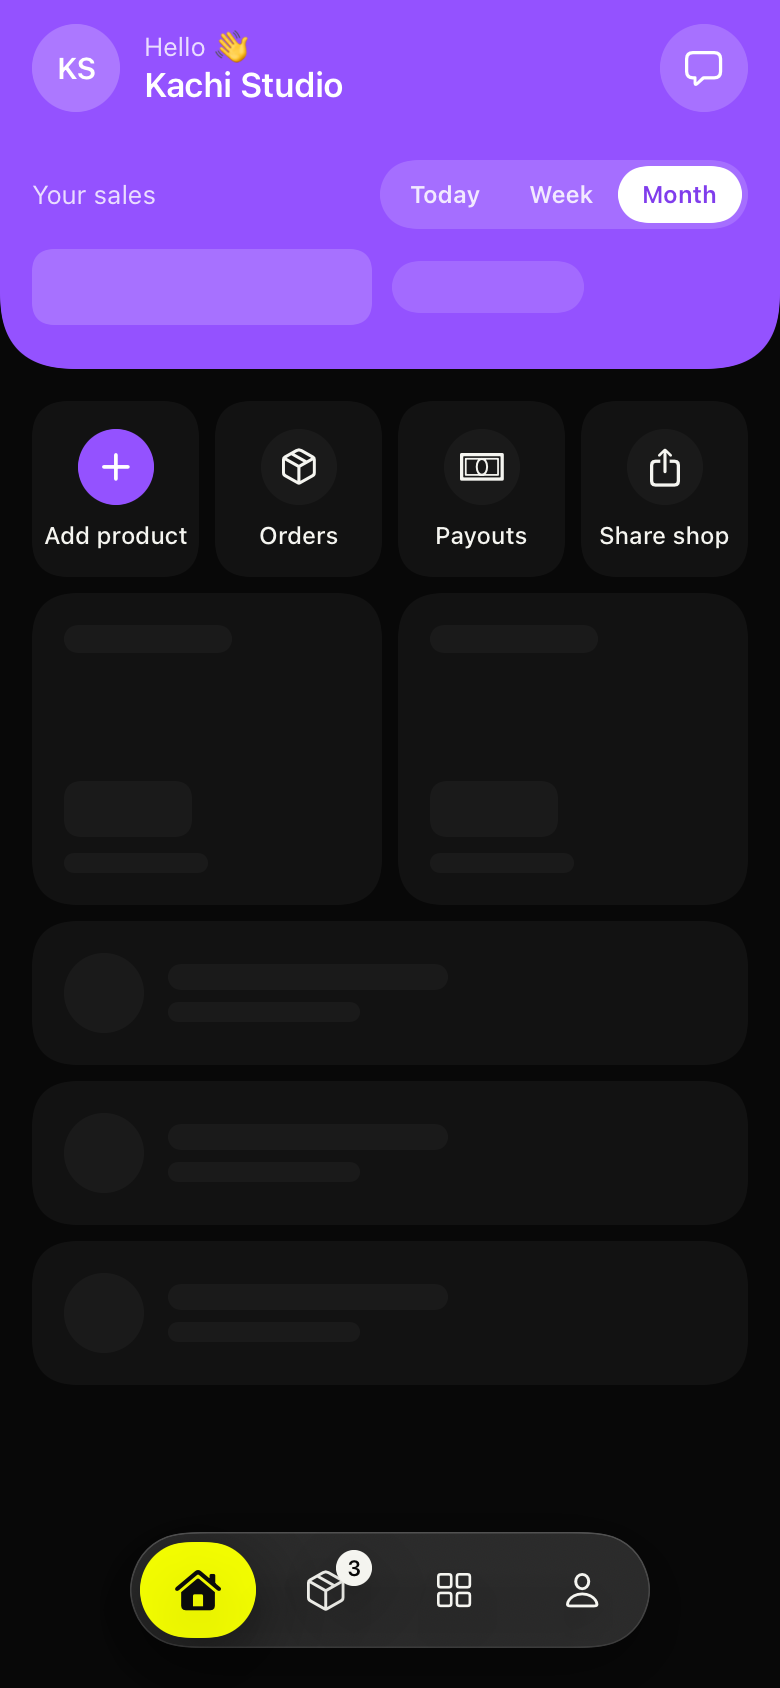 KS
Hello 👋
Kachi Studio
Your sales
Today Week Month
Add product Orders Payouts Share shop
3